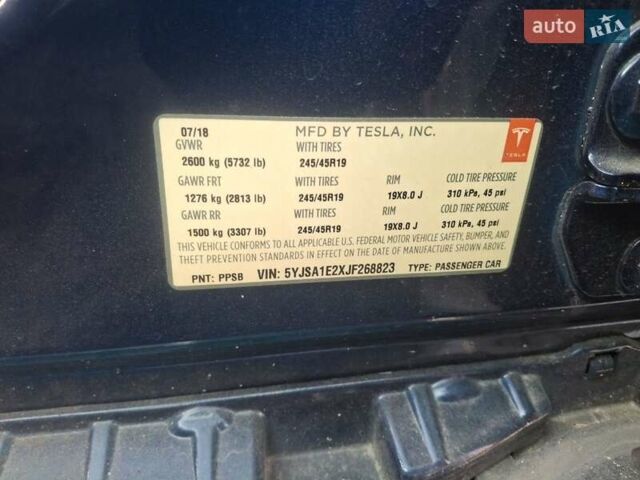 auto RIA
07/18 MFD BY TESLA, INC.
GVWR WITH TIRES
2600 kg (5732 lb) 245/45R19
GAWR FRT WITH TIRES RIM COLD TIRE PRESSURE
1276 kg (2813 lb) 245/45R19 19X8.0 J 310 kPa, 45 psi
GAWR RR WITH TIRES RIM COLD TIRE PRESSURE
1500 kg (3307 lb) 245/45R19 19X8.0 J 310 kPa, 45 psi
THIS VEHICLE CONFORMS TO ALL APPLICABLE U.S. FEDERAL MOTOR VEHICLE SAFETY, BUMPER, AND
THEFT PREVENTION STANDARDS IN EFFECT ON THE DATE OF MANUFACTURE SHOWN ABOVE.
PNT: PPSB VIN: 5YJSA1E2XJF268823 TYPE: PASSENGER CAR
TESLA